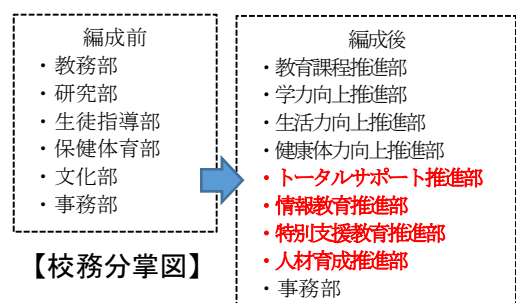 編成前
・教務部
・研究部
・生徒指導部
・保健体育部
・文化部
・事務部
【校務分掌図】
編成後
・教育課程推進部
・学力向上推進部
・生活力向上推進部
・健康体力向上推進部
・トータルサポート推進部
・情報教育推進部
・特別支援教育推進部
・人材育成推進部
・事務部